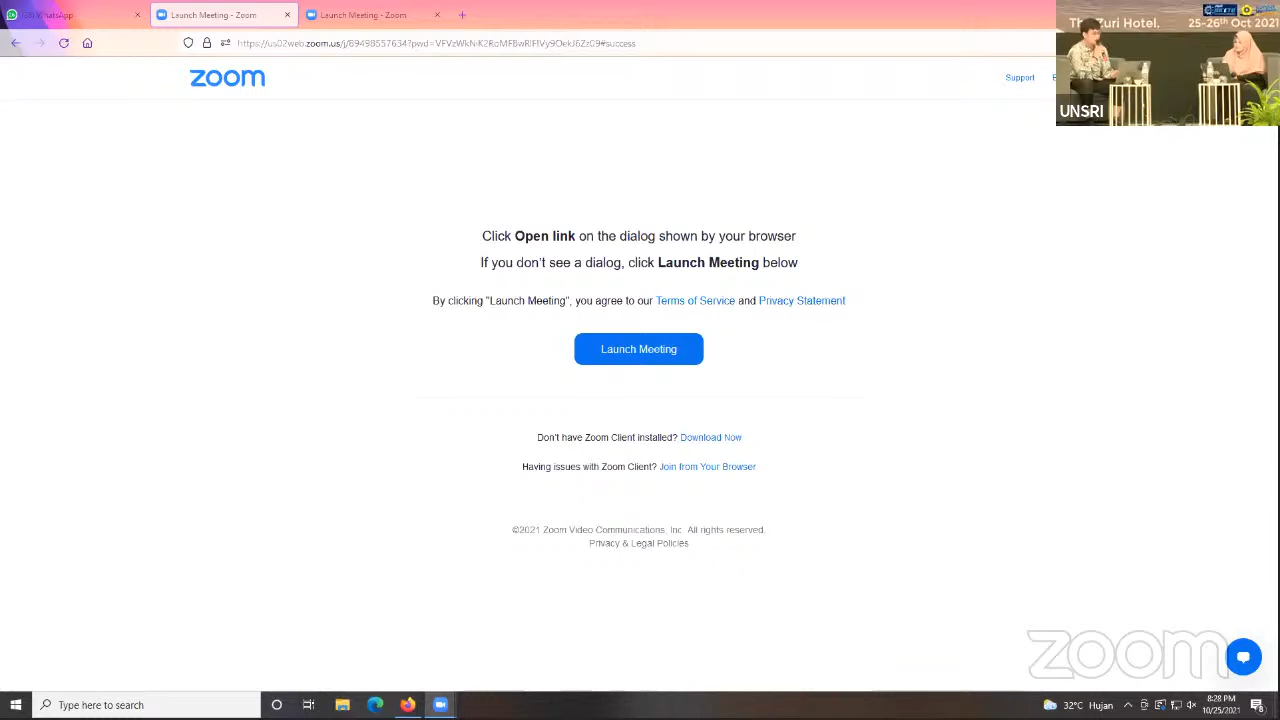 (68) WhatsApp
Launch Meeting - Zoom
Launch Meeting - Zoom
zoom
Support
The Zuri Hotel,
25-26th Oct 2021
UNSRI
Click Open link on the dialog shown by your browser
If you don't see a dialog, click Launch Meeting below
By clicking "Launch Meeting", you agree to our Terms of Service and Privacy Statement
Launch Meeting
Don't have Zoom Client installed? Download Now
Having issues with Zoom Client? Join from Your Browser
©2021 Zoom Video Communications, Inc. All rights reserved.
Privacy & Legal Policies
zoom
Type here to search
32°C Hujan
8:28 PM
10/25/2021